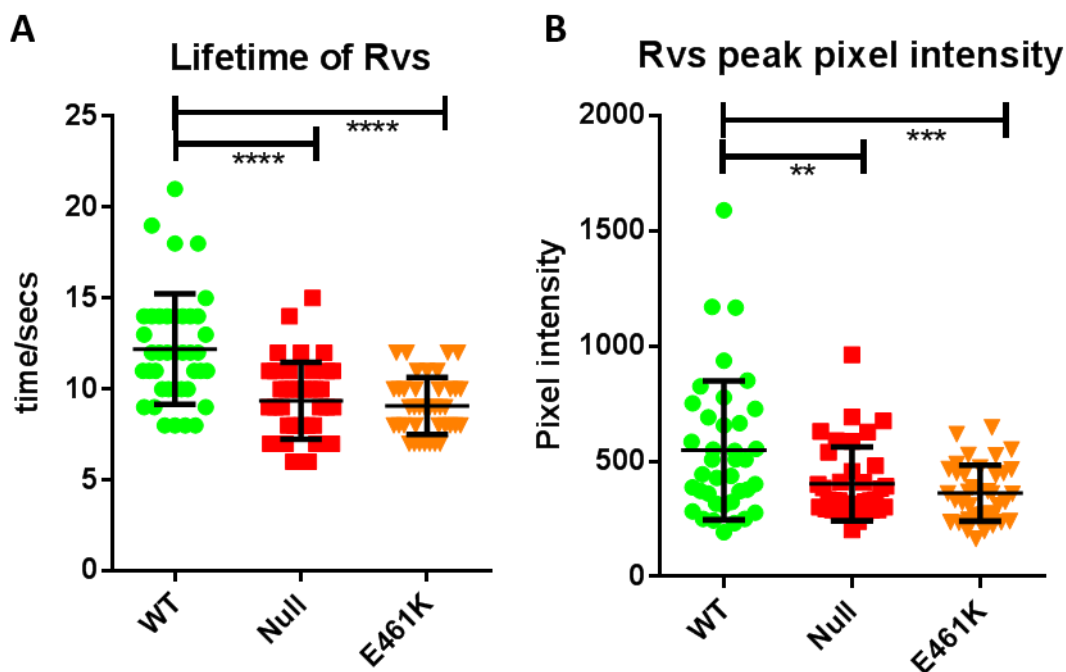 A
Lifetime of Rvs
****
****
time/secs
25
20
15
10
5
0
WT
Null
E461K
B
Rvs peak pixel intensity
***
**
Pixel intensity
2000
1500
1000
500
0
WT
Null
E461K